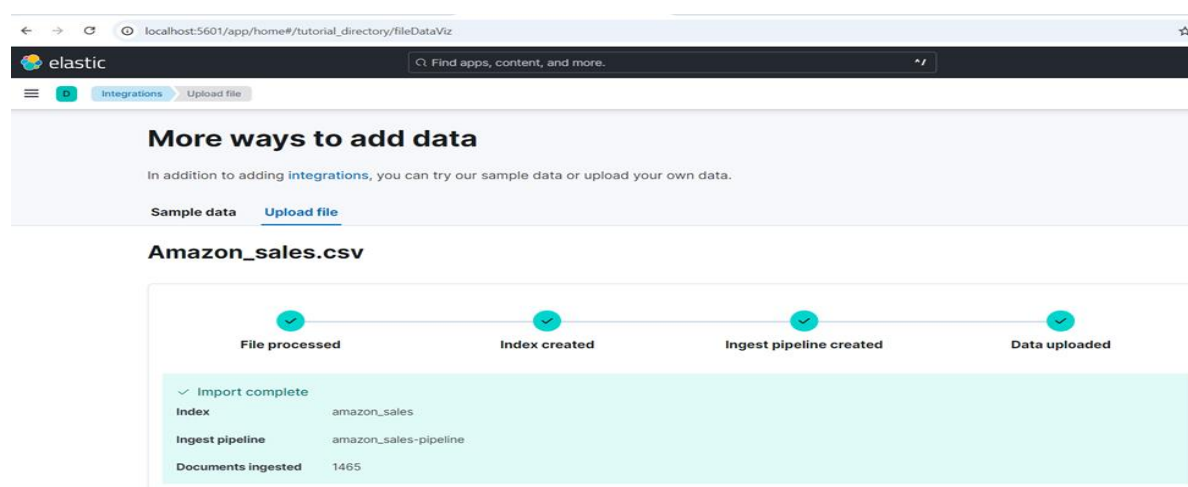 localhost:5601/app/home#/tutorial_directory/fileDataViz
elastic
Find apps, content, and more.
^/
D
Integrations
Upload file
More ways to add data
In addition to adding integrations, you can try our sample data or upload your own data.
Sample data Upload file
Amazon_sales.csv
File processed Index created Ingest pipeline created Data uploaded
Import complete
Index amazon_sales
Ingest pipeline amazon_sales-pipeline
Documents ingested 1465